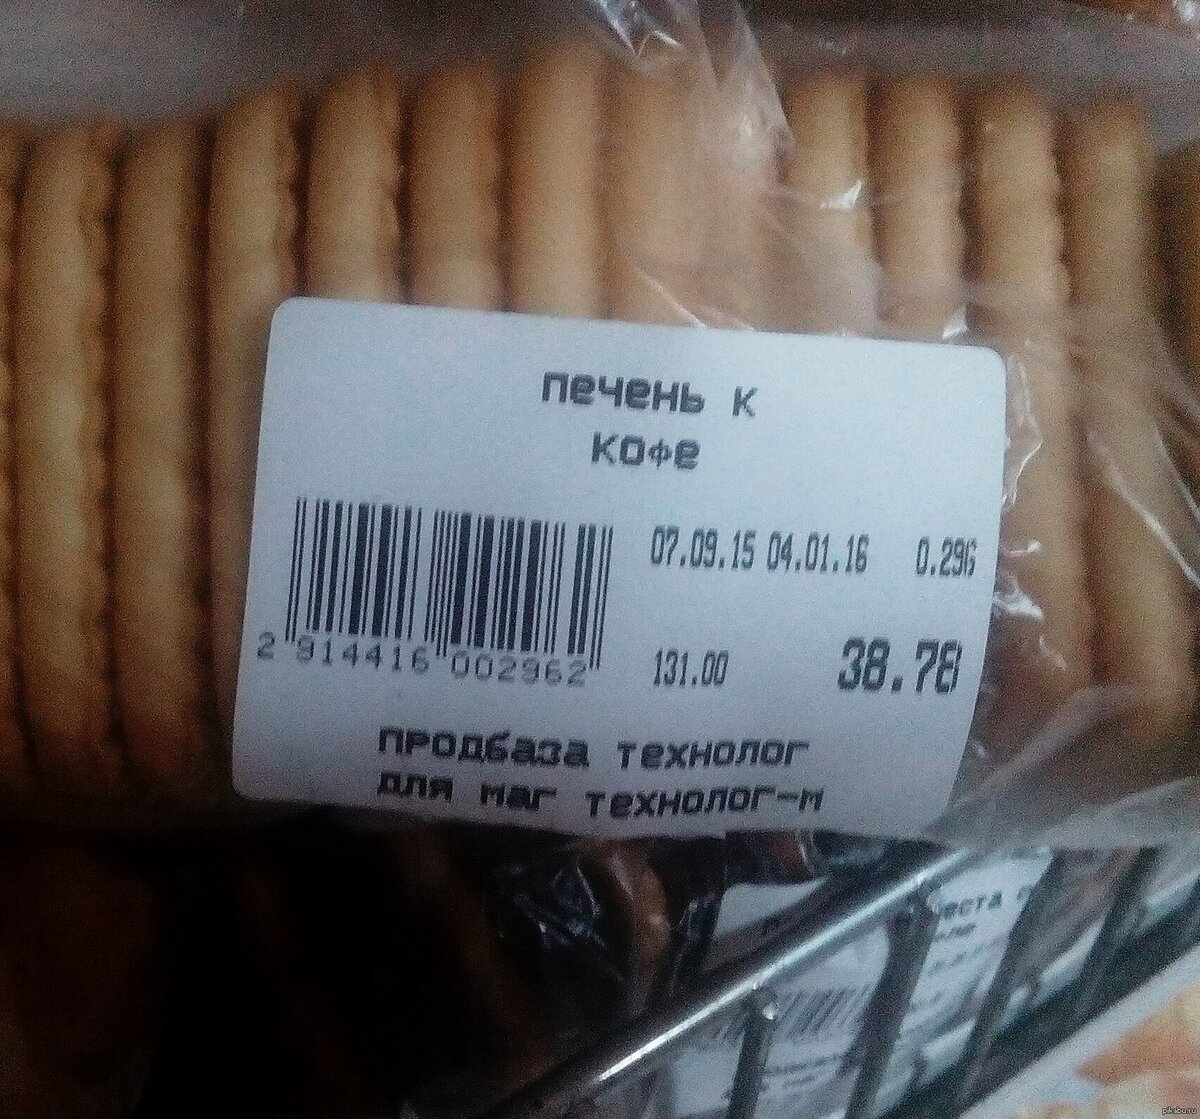 печень к
кофе
07.09.15 04.01.16 0.296
2 914416 002962
131.00 38.78
продбаза технолог
для маг технолог-м